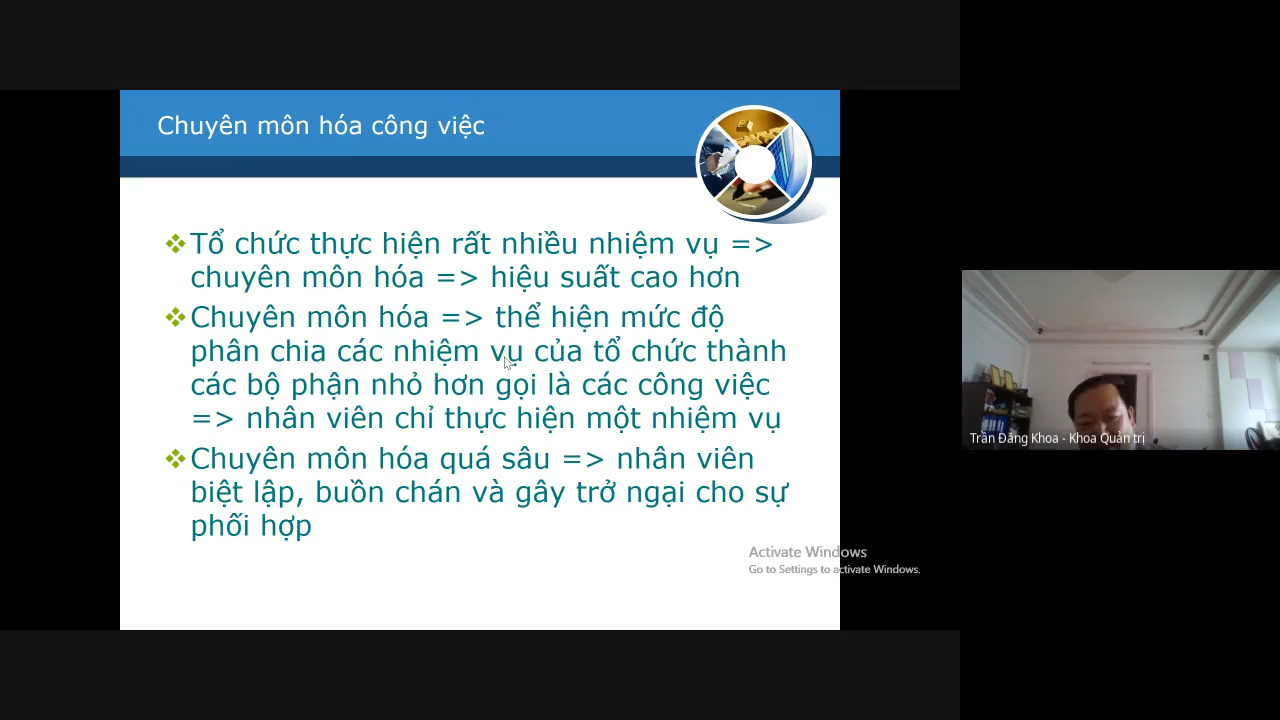 Chuyên môn hóa công việc
❖Tổ chức thực hiện rất nhiều nhiệm vụ =>
chuyên môn hóa => hiệu suất cao hơn
❖Chuyên môn hóa => thể hiện mức độ
phân chia các nhiệm vụ của tổ chức thành
các bộ phận nhỏ hơn gọi là các công việc
=> nhân viên chỉ thực hiện một nhiệm vụ
❖Chuyên môn hóa quá sâu => nhân viên
biệt lập, buồn chán và gây trở ngại cho sự
phối hợp
Activate Windows
Go to Settings to activate Windows.
Trần Đăng Khoa - Khoa Quản trị